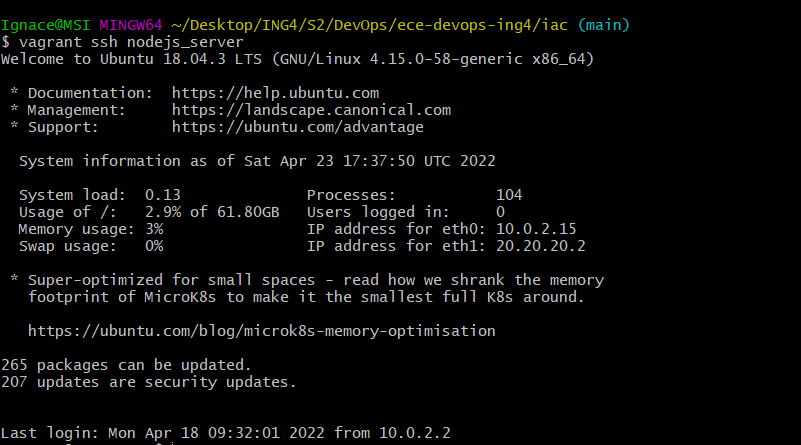 Ignace@MSI MINGW64 ~/Desktop/ING4/S2/DevOps/ece-devops-ing4/iac (main)
$ vagrant ssh nodejs_server
Welcome to Ubuntu 18.04.3 LTS (GNU/Linux 4.15.0-58-generic x86_64)
* Documentation:  https://help.ubuntu.com
* Management:     https://landscape.canonical.com
* Support:        https://ubuntu.com/advantage
System information as of Sat Apr 23 17:37:50 UTC 2022
System load:  0.13               Processes:             104
Usage of /:   2.9% of 61.80GB   Users logged in:       0
Memory usage: 3%                 IP address for eth0: 10.0.2.15
Swap usage:   0%                 IP address for eth1: 20.20.20.2
* Super-optimized for small spaces - read how we shrank the memory
footprint of MicroK8s to make it the smallest full K8s around.
https://ubuntu.com/blog/microk8s-memory-optimisation
265 packages can be updated.
207 updates are security updates.
Last login: Mon Apr 18 09:32:01 2022 from 10.0.2.2